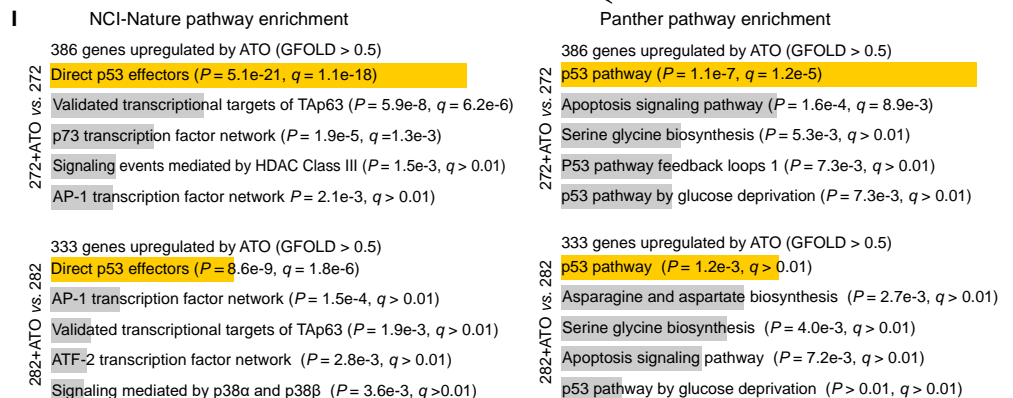 I
NCI-Nature pathway enrichment
272+ATO vs. 272
386 genes upregulated by ATO (GFOLD > 0.5)
Direct p53 effectors (P = 5.1e-21, q = 1.1e-18)
Validated transcriptional targets of TAp63 (P = 5.9e-8, q = 6.2e-6)
p73 transcription factor network (P = 1.9e-5, q =1.3e-3)
Signaling events mediated by HDAC Class III (P = 1.5e-3, q > 0.01)
AP-1 transcription factor network P = 2.1e-3, q > 0.01)
282+ATO vs. 282
333 genes upregulated by ATO (GFOLD > 0.5)
Direct p53 effectors (P = 8.6e-9, q = 1.8e-6)
AP-1 transcription factor network (P = 1.5e-4, q > 0.01)
Validated transcriptional targets of TAp63 (P = 1.9e-3, q > 0.01)
ATF-2 transcription factor network (P = 2.8e-3, q > 0.01)
Signaling mediated by p38α and p38β (P = 3.6e-3, q >0.01)
Panther pathway enrichment
272+ATO vs. 272
386 genes upregulated by ATO (GFOLD > 0.5)
p53 pathway (P = 1.1e-7, q = 1.2e-5)
Apoptosis signaling pathway (P = 1.6e-4, q = 8.9e-3)
Serine glycine biosynthesis (P = 5.3e-3, q > 0.01)
P53 pathway feedback loops 1 (P = 7.3e-3, q > 0.01)
p53 pathway by glucose deprivation (P = 7.3e-3, q > 0.01)
282+ATO vs. 282
333 genes upregulated by ATO (GFOLD > 0.5)
p53 pathway (P = 1.2e-3, q > 0.01)
Asparagine and aspartate biosynthesis (P = 2.7e-3, q > 0.01)
Serine glycine biosynthesis (P = 4.0e-3, q > 0.01)
Apoptosis signaling pathway (P = 7.2e-3, q > 0.01)
p53 pathway by glucose deprivation (P > 0.01, q > 0.01)